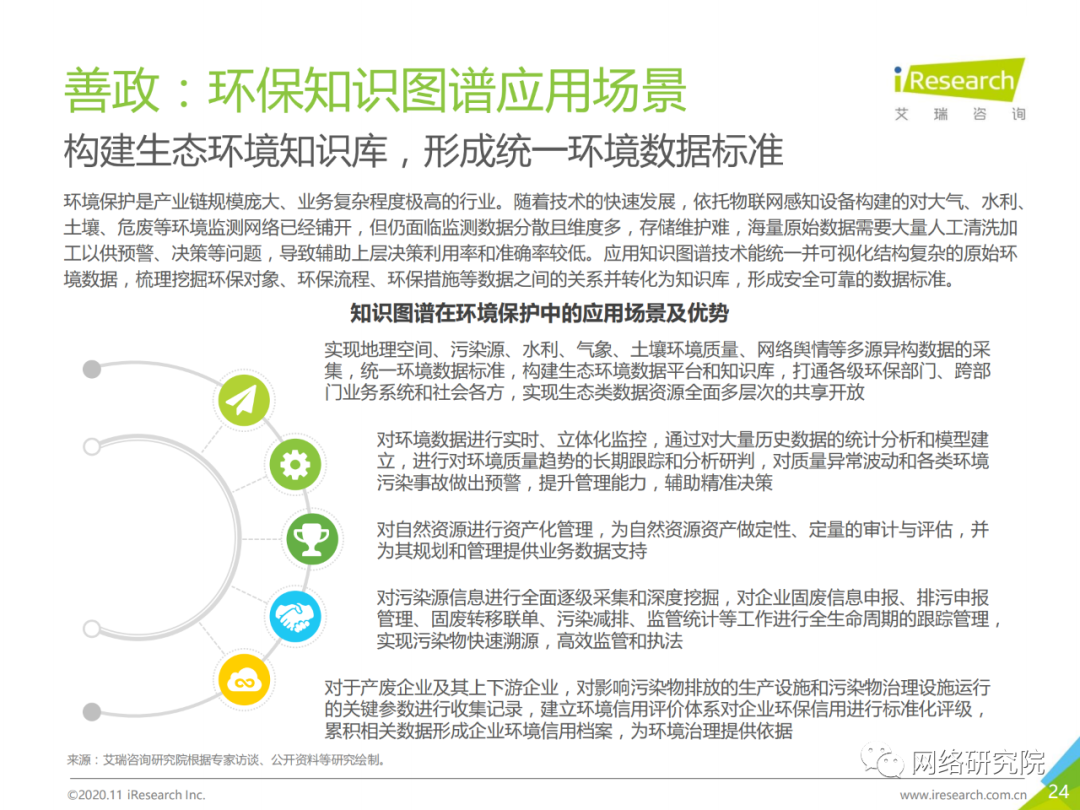 善政：环保知识图谱应用场景
iResearch
艾瑞咨询
构建生态环境知识库，形成统一环境数据标准
环境保护是产业链规模庞大、业务复杂程度极高的行业。随着技术的快速发展，依托物联网感知设备构建的对大气、水利、
土壤、危废等环境监测网络已经铺开，但仍面临监测数据分散且维度多，存储维护难，海量原始数据需要大量人工清洗加
工以供预警、决策等问题，导致辅助上层决策利用率和准确率较低。应用知识图谱技术能统一并可视化结构复杂的原始环
境数据，梳理挖掘环保对象、环保流程、环保措施等数据之间的关系并转化为知识库，形成安全可靠的数据标准。
知识图谱在环境保护中的应用场景及优势
实现地理空间、污染源、水利、气象、土壤环境质量、网络舆情等多源异构数据的采
集，统一环境数据标准，构建生态环境数据平台和知识库，打通各级环保部门、跨部
门业务系统和社会各方，实现生态类数据资源全面多层次的共享开放
对环境数据进行实时、立体化监控，通过对大量历史数据的统计分析和模型建
立，进行对环境质量趋势的长期跟踪和分析研判，对质量异常波动和各类环境
污染事故做出预警，提升管理能力，辅助精准决策
对自然资源进行资产化管理，为自然资源资产做定性、定量的审计与评估，并
为其规划和管理提供业务数据支持
对污染源信息进行全面逐级采集和深度挖掘，对企业固废信息申报、排污申报
管理、固废转移联单、污染减排、监管统计等工作进行全生命周期的跟踪管理，
实现污染物快速溯源，高效监管和执法
对于产废企业及其上下游企业，对影响污染物排放的生产设施和污染物治理设施运行
的关键参数进行收集记录，建立环境信用评价体系对企业环保信用进行标准化评级，
累积相关数据形成企业环境信用档案，为环境治理提供依据
来源：艾瑞咨询研究院根据专家访谈、公开资料等研究绘制。
网络研究院
©2020.11 iResearch Inc.
www.iresearch.com.cn
24